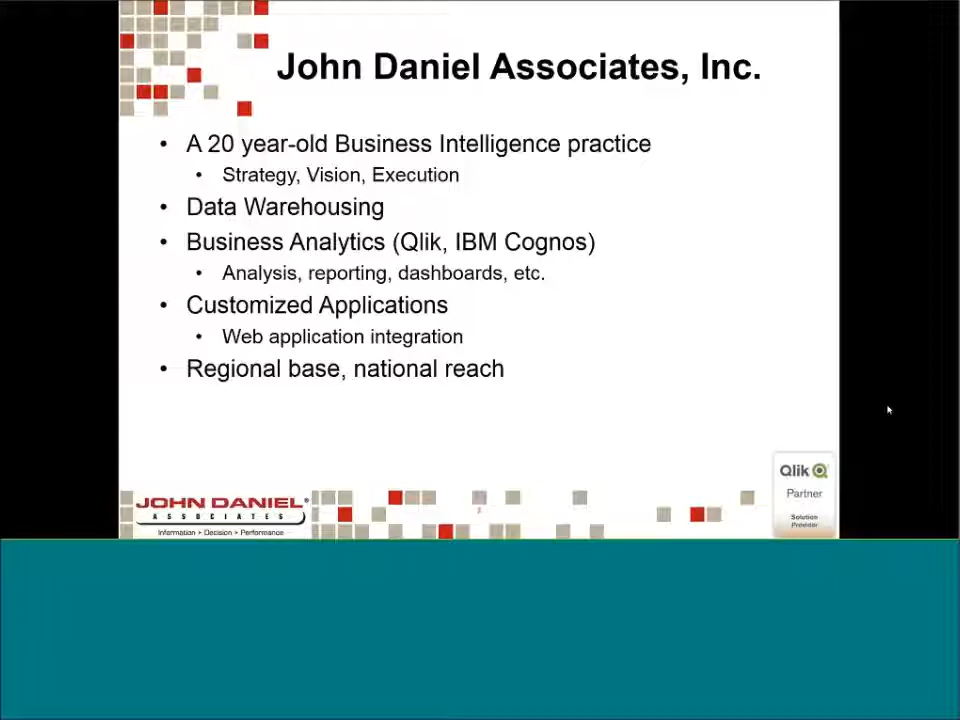 John Daniel Associates, Inc.
• A 20 year-old Business Intelligence practice
• Strategy, Vision, Execution
• Data Warehousing
• Business Analytics (Qlik, IBM Cognos)
• Analysis, reporting, dashboards, etc.
• Customized Applications
• Web application integration
• Regional base, national reach
Qlik
Partner
Solution
Provider
JOHN DANIEL®
ASSOCIATES
Information > Decision > Performance